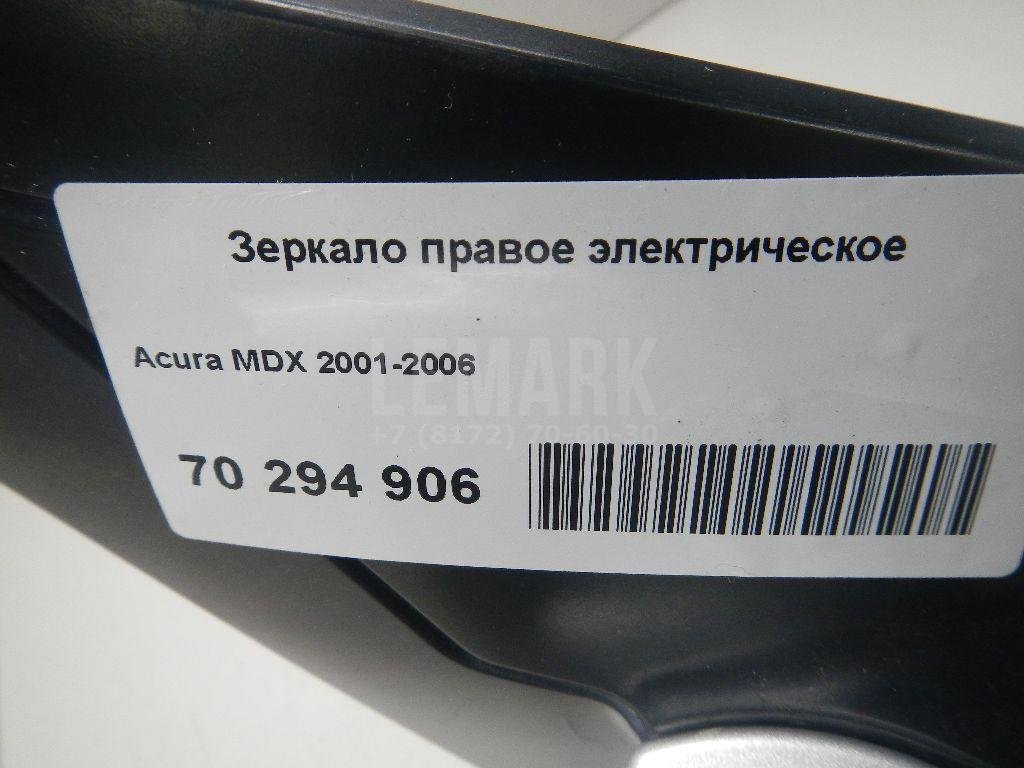 Зеркало правое электрическое
Acura MDX 2001-2006
LEMARK
+7 (8172) 70-60-30
70 294 906